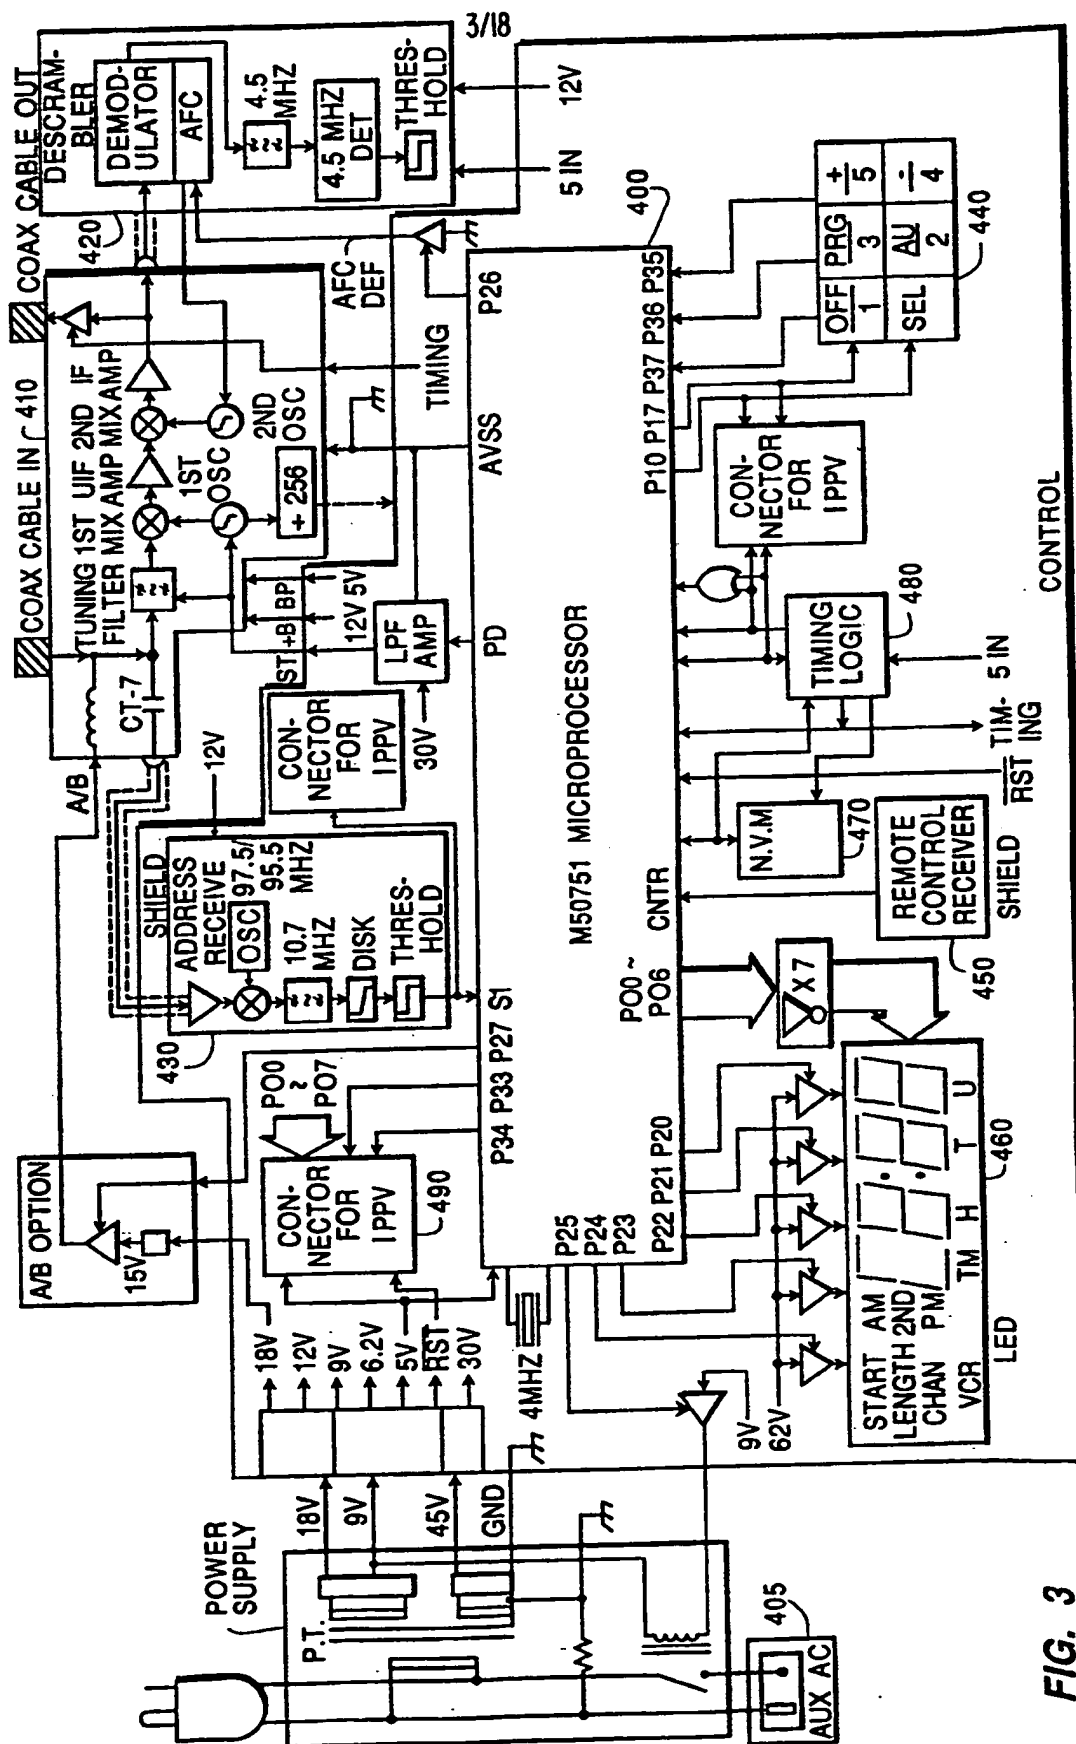 3/18
COAX CABLE IN
410
COAX CABLE OUT
A/B OPTION
15V
A/B
CT-7
TUNING
FILTER
1ST
MIX
UIF
AMP
2ND
MIX
IF
AMP
1ST
OSC
2ND
OSC
÷ 256
420
DESCRAM-
BLER
DEMOD-
ULATOR
AFC
4.5
MHZ
4.5 MHZ
DET
THRES-
HOLD
5 IN
12V
AFC
DEF
TIMING
ST
+B
BP
12V
5V
LPF
AMP
30V
12V
CON-
NECTOR
FOR
IPPV
SHIELD
ADDRESS
RECEIVE
OSC
97.5/
95.5
MHZ
10.7
MHZ
DISK
THRES-
HOLD
430
PO0
~
PO7
CON-
NECTOR
FOR
IPPV
490
18V
12V
9V
6.2V
5V
RST
30V
POWER
SUPPLY
P.T.
18V
9V
45V
GND
405
AUX AC
4MHZ
P34
P33
P27
S1
PD
AVSS
P26
400
M50751 MICROPROCESSOR
P25
P24
P23
P22
P21
P20
PO0 ~
PO6
CNTR
P10
P17
P37
P36
P35
9V
62V
X 7
START
LENGTH
CHAN
VCR
AM
2ND
PM
TM
H
T
U
LED
460
REMOTE
CONTROL
RECEIVER
SHIELD
450
N.V.M
470
RST
TIM-
ING
5 IN
TIMING
LOGIC
480
CON-
NECTOR
FOR
IPPV
OFF
1
PRG
3
+
5
SEL
AU
2
÷
4
440
CONTROL
FIG. 3